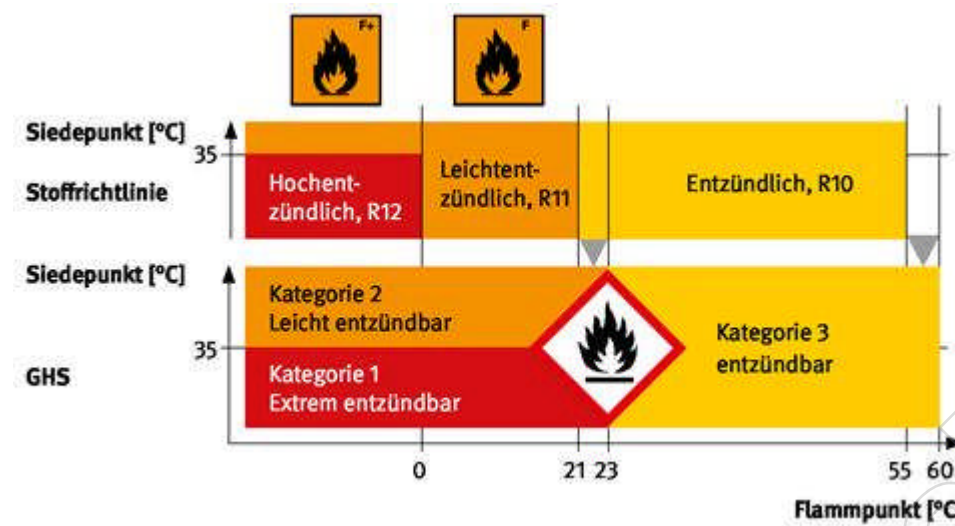 F+
F
Siedepunkt [°C]
35
Stoffrichtlinie
Hochent-
zündlich, R12
Leichtent-
zündlich, R11
Entzündlich, R10
Siedepunkt [°C]
35
GHS
Kategorie 2
Leicht entzündbar
Kategorie 1
Extrem entzündbar
Kategorie 3
entzündbar
0 21 23 55 60
Flammpunkt [°C